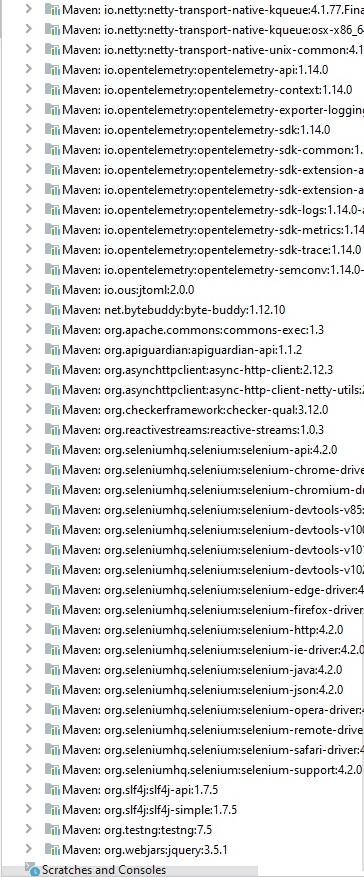 Maven: io.netty:netty-transport-native-kqueue:4.1.77.Fina
Maven: io.netty:netty-transport-native-kqueue:osx-x86_6
Maven: io.netty:netty-transport-native-unix-common:4.1
Maven: io.opentelemetry:opentelemetry-api:1.14.0
Maven: io.opentelemetry:opentelemetry-context:1.14.0
Maven: io.opentelemetry:opentelemetry-exporter-logging
Maven: io.opentelemetry:opentelemetry-sdk:1.14.0
Maven: io.opentelemetry:opentelemetry-sdk-common:1.
Maven: io.opentelemetry:opentelemetry-sdk-extension-a
Maven: io.opentelemetry:opentelemetry-sdk-extension-a
Maven: io.opentelemetry:opentelemetry-sdk-logs:1.14.0-a
Maven: io.opentelemetry:opentelemetry-sdk-metrics:1.14
Maven: io.opentelemetry:opentelemetry-sdk-trace:1.14.0
Maven: io.opentelemetry:opentelemetry-semconv:1.14.0-
Maven: io.ous:jtoml:2.0.0
Maven: net.bytebuddy:byte-buddy:1.12.10
Maven: org.apache.commons:commons-exec:1.3
Maven: org.apiguardian:apiguardian-api:1.1.2
Maven: org.asynchttpclient:async-http-client:2.12.3
Maven: org.asynchttpclient:async-http-client-netty-utils:2
Maven: org.checkerframework:checker-qual:3.12.0
Maven: org.reactivestreams:reactive-streams:1.0.3
Maven: org.seleniumhq.selenium:selenium-api:4.2.0
Maven: org.seleniumhq.selenium:selenium-chrome-drive
Maven: org.seleniumhq.selenium:selenium-chromium-dr
Maven: org.seleniumhq.selenium:selenium-devtools-v85:
Maven: org.seleniumhq.selenium:selenium-devtools-v100
Maven: org.seleniumhq.selenium:selenium-devtools-v101
Maven: org.seleniumhq.selenium:selenium-devtools-v102
Maven: org.seleniumhq.selenium:selenium-edge-driver:4
Maven: org.seleniumhq.selenium:selenium-firefox-driver
Maven: org.seleniumhq.selenium:selenium-http:4.2.0
Maven: org.seleniumhq.selenium:selenium-ie-driver:4.2.0
Maven: org.seleniumhq.selenium:selenium-java:4.2.0
Maven: org.seleniumhq.selenium:selenium-json:4.2.0
Maven: org.seleniumhq.selenium:selenium-opera-driver:4
Maven: org.seleniumhq.selenium:selenium-remote-drive
Maven: org.seleniumhq.selenium:selenium-safari-driver:4
Maven: org.seleniumhq.selenium:selenium-support:4.2.0
Maven: org.slf4j:slf4j-api:1.7.5
Maven: org.slf4j:slf4j-simple:1.7.5
Maven: org.testng:testng:7.5
Maven: org.webjars:jquery:3.5.1
Scratches and Consoles